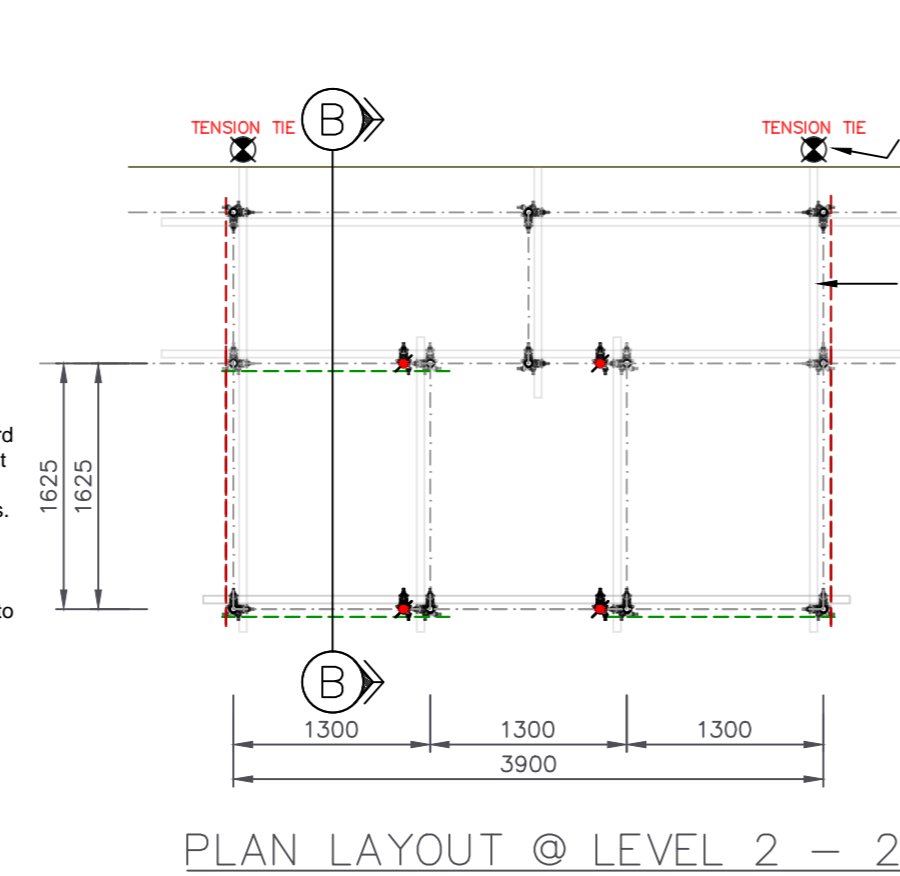 TENSION TIE
B
TENSION TIE
rd
t
s.
to
1625
1625
B
1300
1300
1300
3900
PLAN LAYOUT @ LEVEL 2 – 2